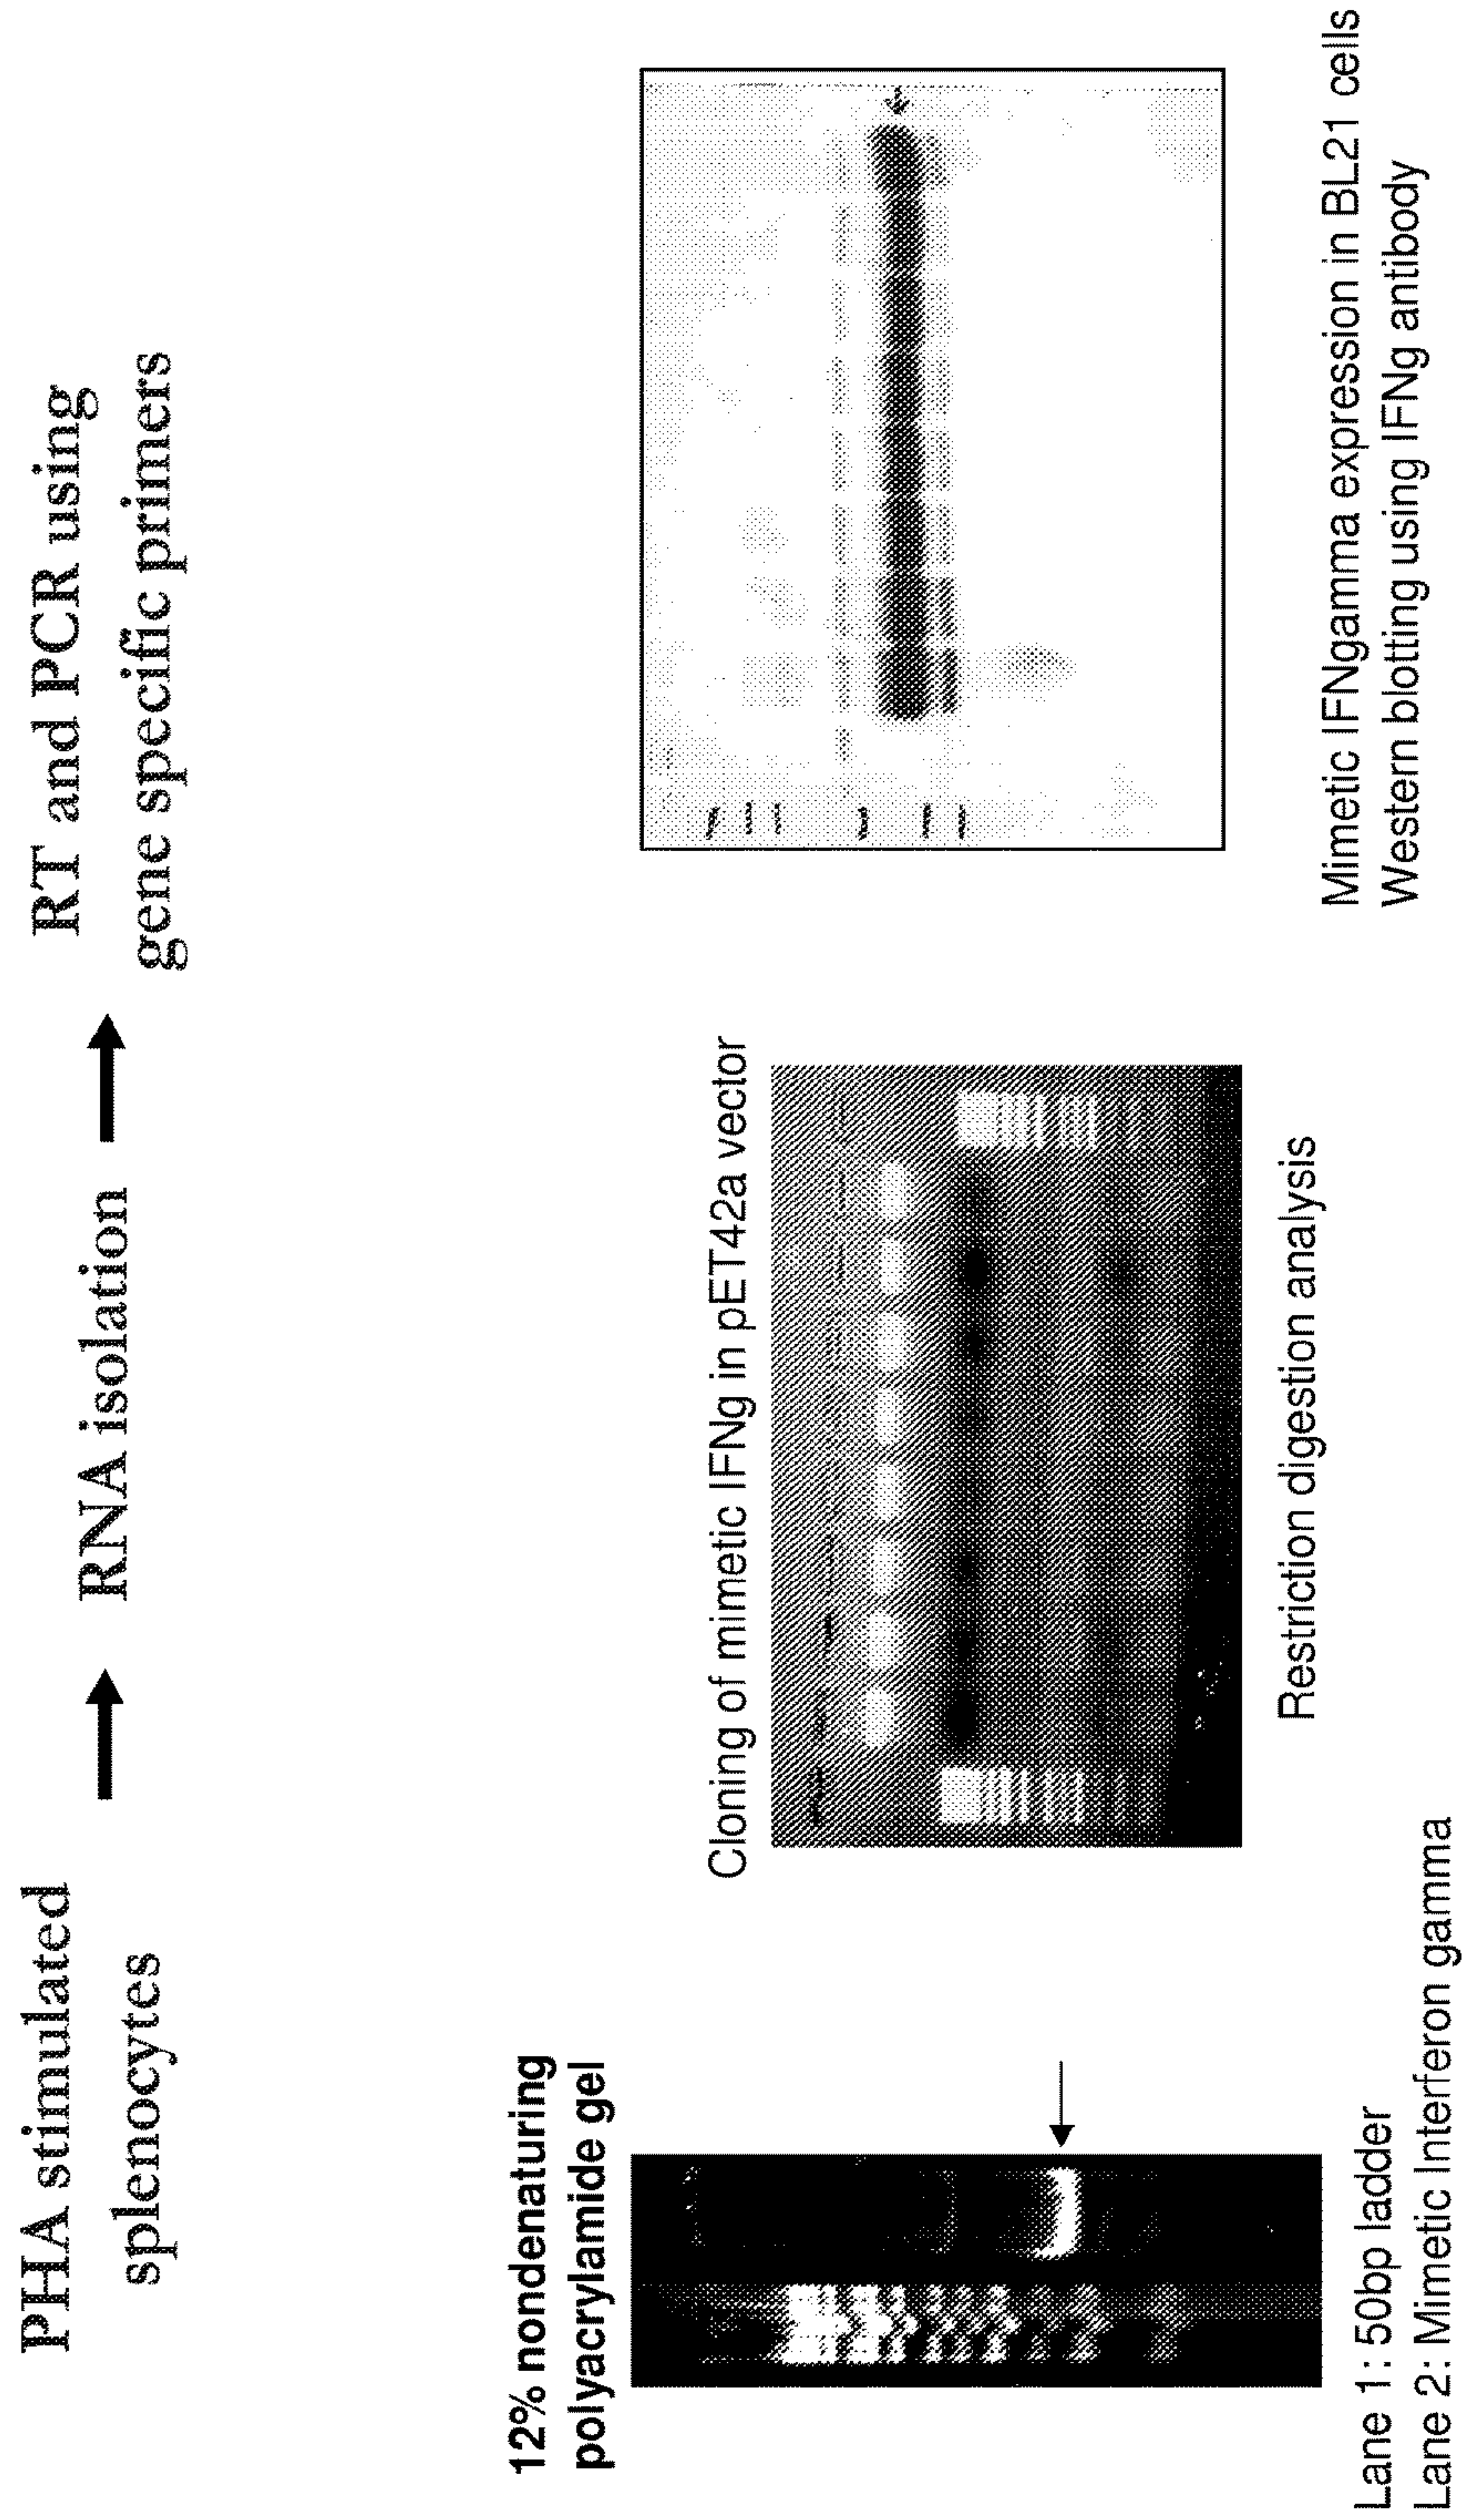 PHA stimulated
splenocytes
RNA isolation
RT and PCR using
gene specific primers
12% nondenaturing
polyacrylamide gel
Lane 1: 50bp ladder
Lane 2: Mimetic Interferon gamma
Cloning of mimetic IFNg in pET42a vector
Restriction digestion analysis
Mimetic IFNgamma expression in BL21 cells
Western blotting using IFNg antibody